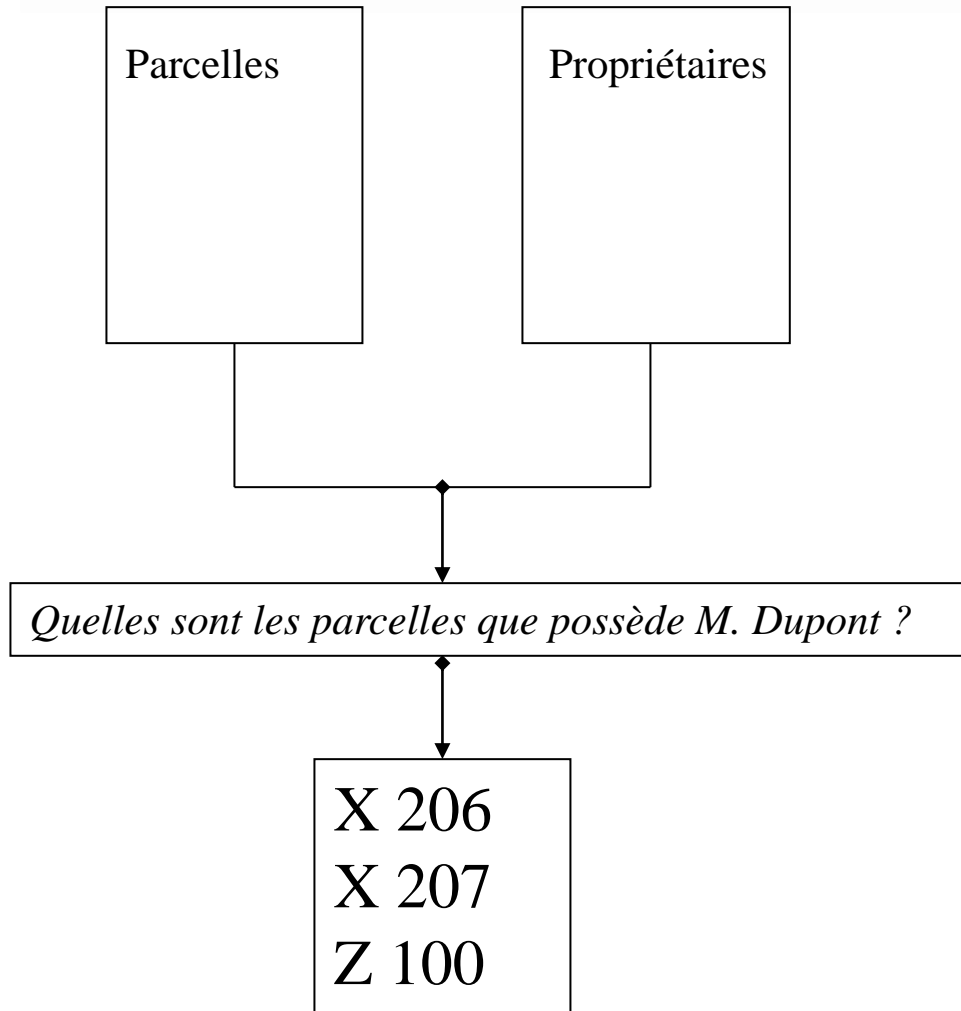 Parcelles
Propriétaires
Quelles sont les parcelles que possède M. Dupont ?
X 206
X 207
Z 100